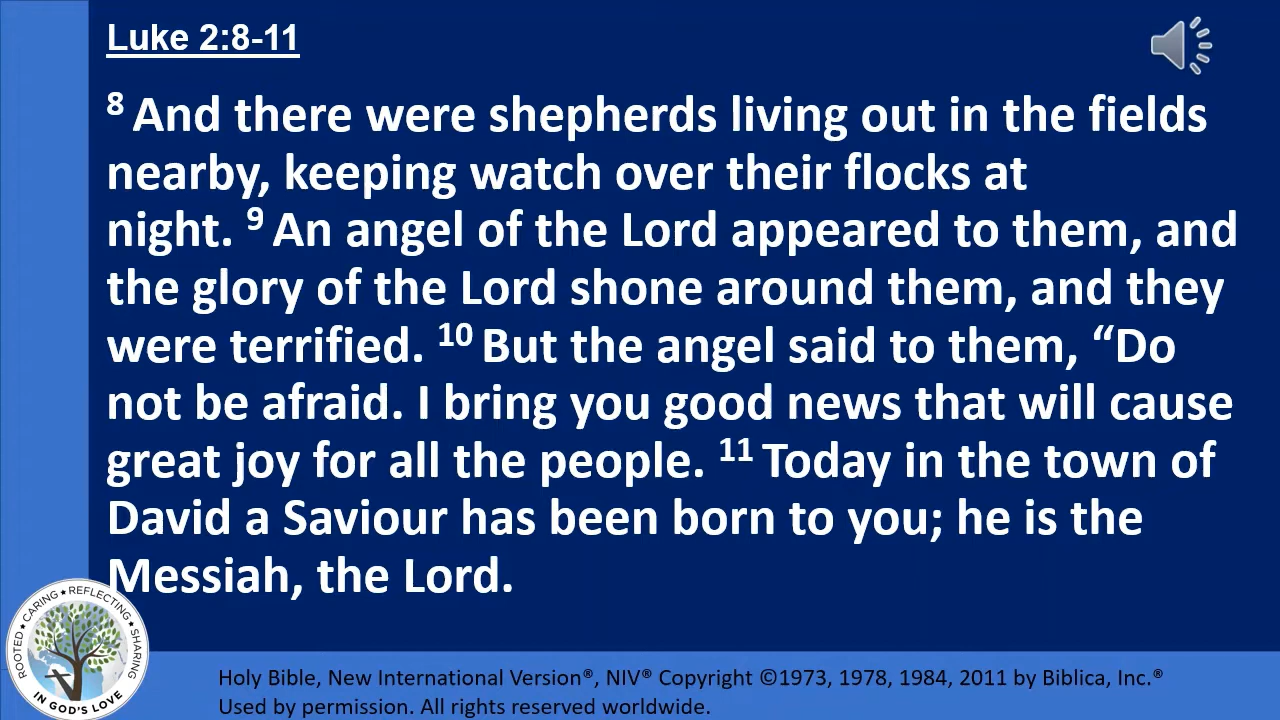 Luke 2:8-11
⁸ And there were shepherds living out in the fields
nearby, keeping watch over their flocks at
night. ⁹ An angel of the Lord appeared to them, and
the glory of the Lord shone around them, and they
were terrified. ¹⁰ But the angel said to them, “Do
not be afraid. I bring you good news that will cause
great joy for all the people. ¹¹ Today in the town of
David a Saviour has been born to you; he is the
Messiah, the Lord.
ROOTED ★ CARING ★ REFLECTING ★ SHARING
IN GOD'S LOVE
Holy Bible, New International Version®, NIV® Copyright ©1973, 1978, 1984, 2011 by Biblica, Inc.®
Used by permission. All rights reserved worldwide.